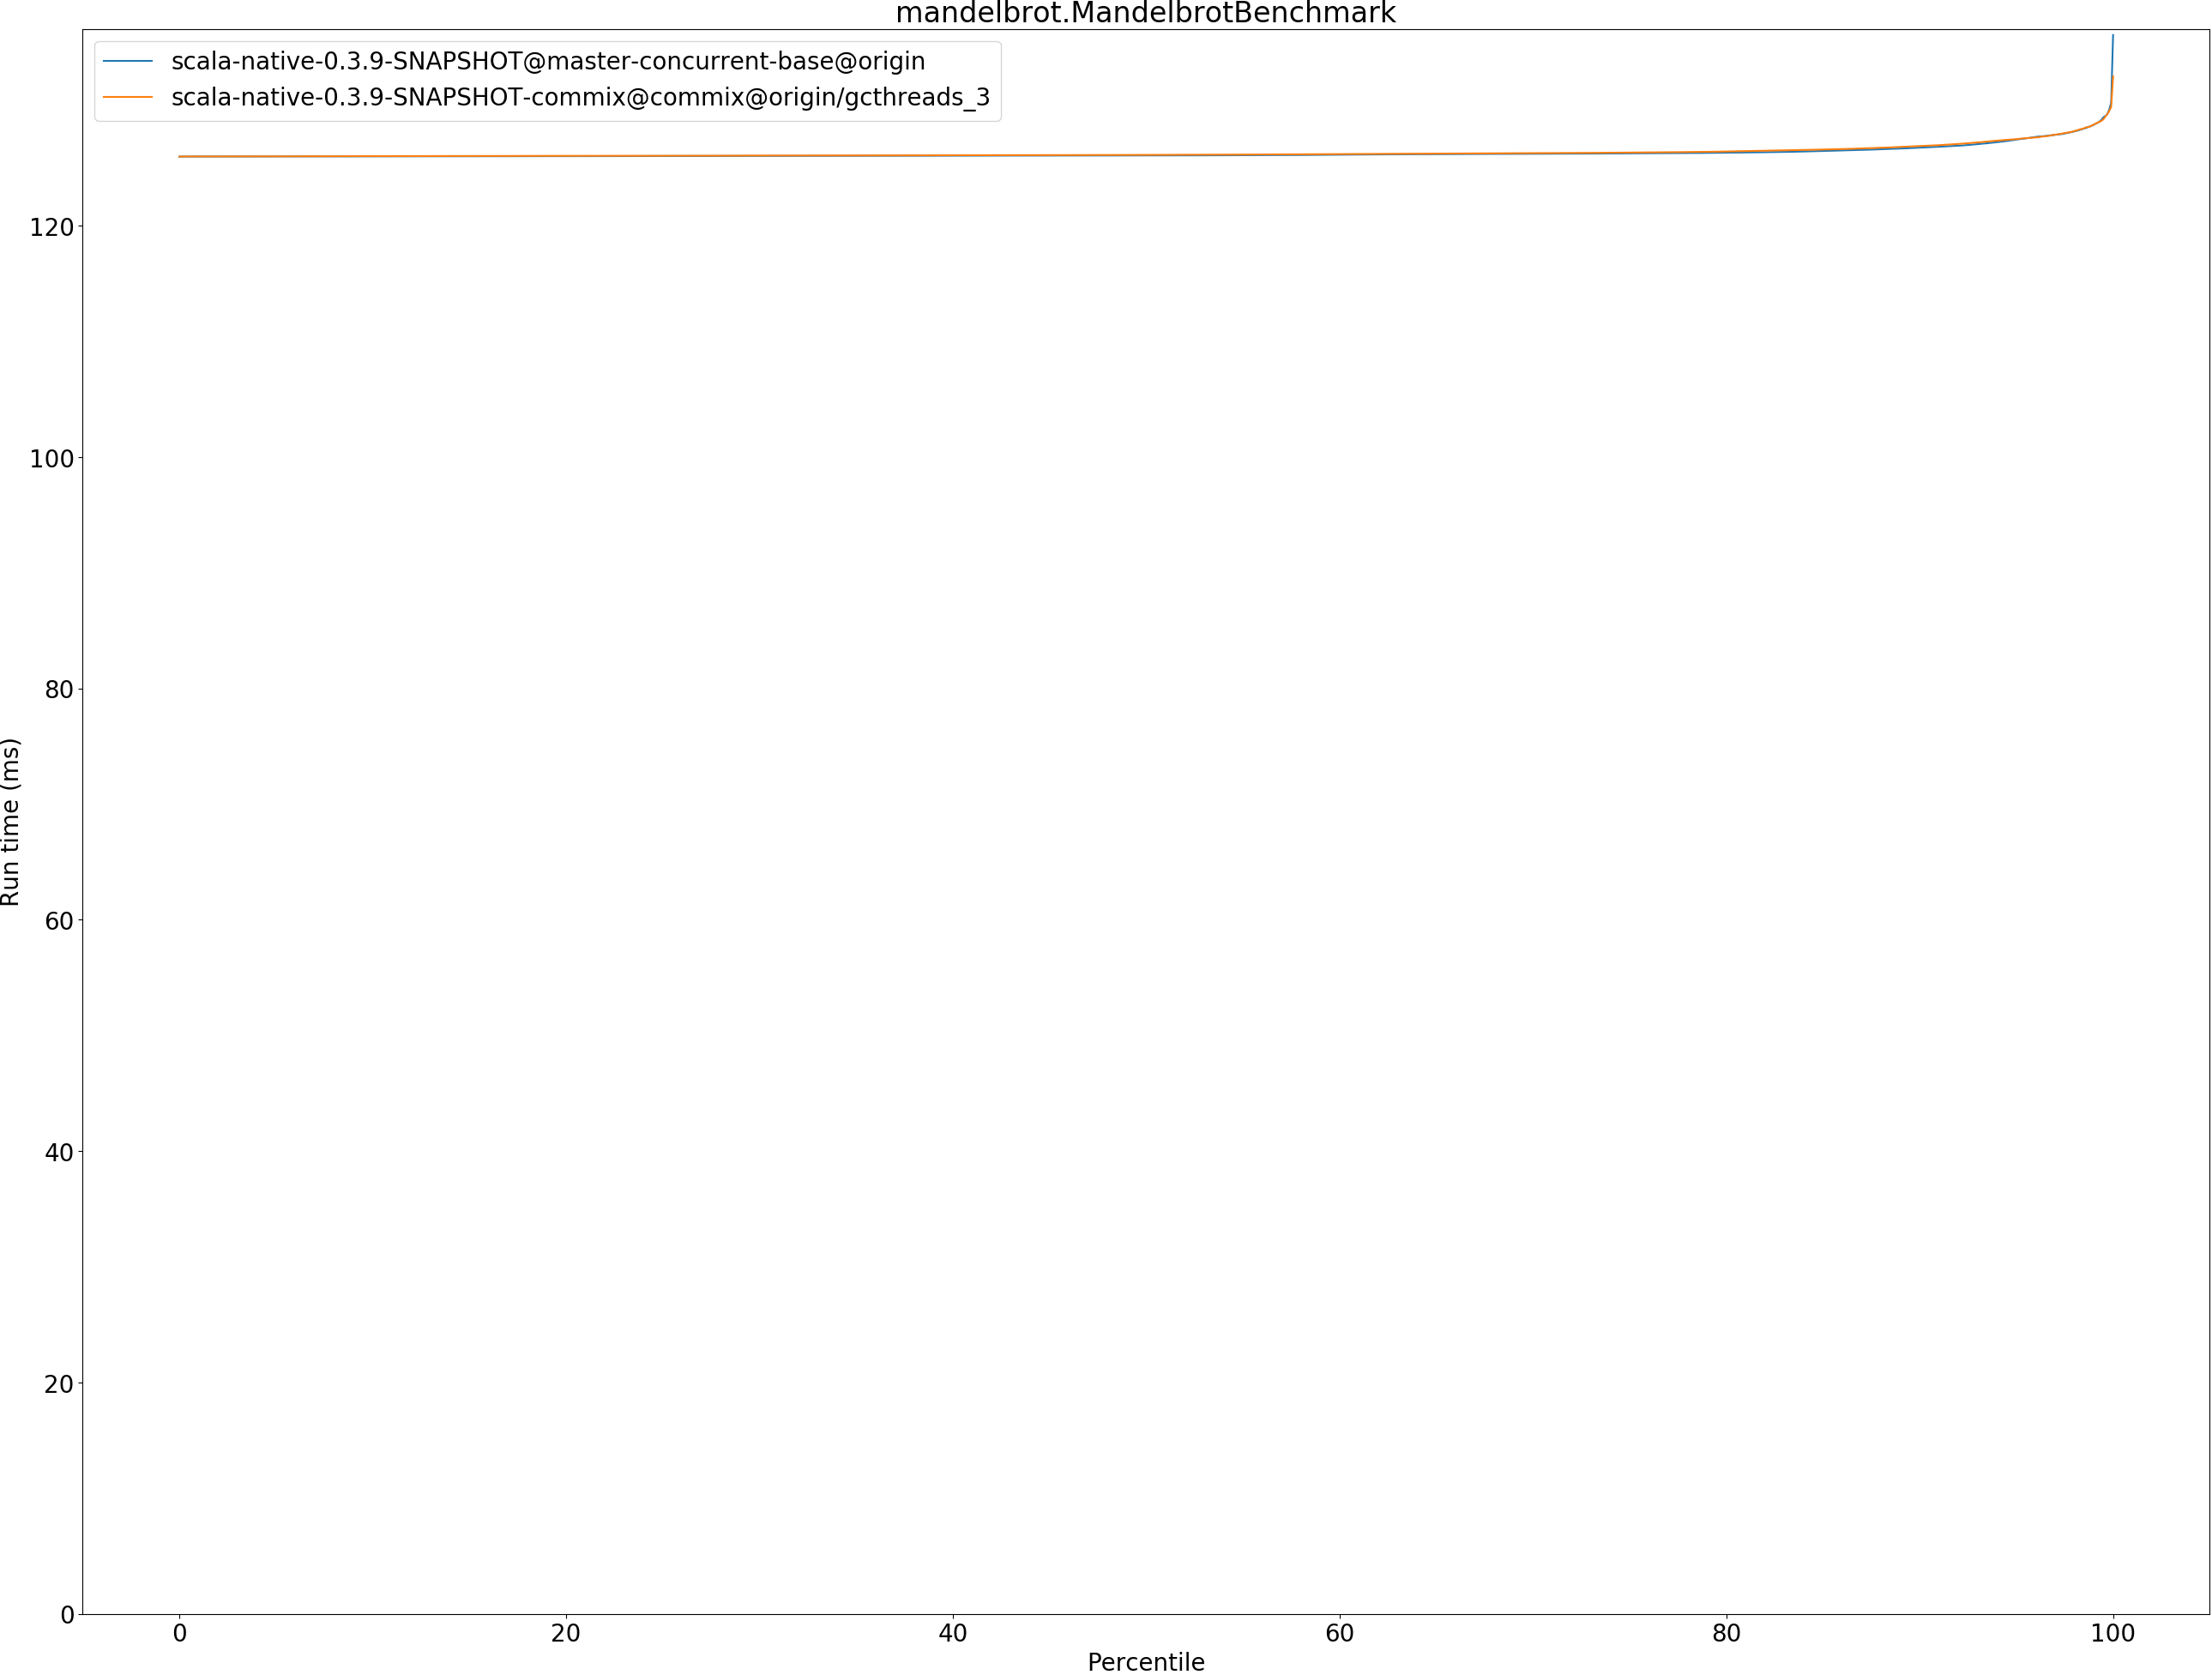 mandelbrot.MandelbrotBenchmark
scala-native-0.3.9-SNAPSHOT@master-concurrent-base@origin
scala-native-0.3.9-SNAPSHOT-commix@commix@origin/gcthreads_3
120
100
80
60
40
20
0
Run time (ms)
0 20 40 60 80 100
Percentile